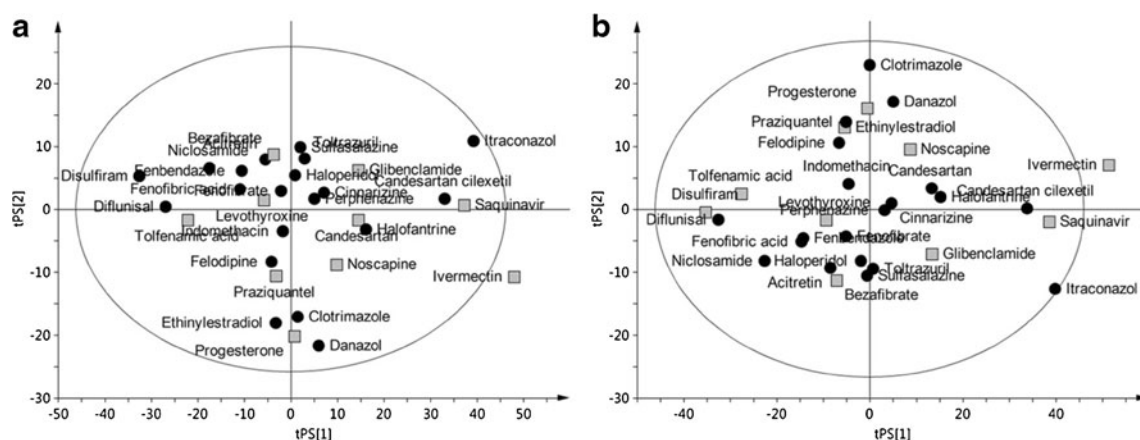 a
20
10
0
-10
-20
-30
tPS[2]
-50
-40
-30
-20
-10
0
10
20
30
40
50
tPS[1]
Bezafibrate
Acitretin
Niclosamide
Fenbendazole
Disulfiram
Fenofibric acid
Fenofibrate
Diflunisal
Levothyroxine
Tolfenamic acid
Indomethacin
Felodipine
Praziquantel
Ethinylestradiol
Progesterone
Toltrazuril
Sulfasalazine
Itraconazol
Haloperidol
Glibenclamide
Candesartan cilexetil
Cinnarizine
Perphenazine
Saquinavir
Candesartan
Halofantrine
Noscapine
Ivermectin
Clotrimazole
Danazol
b
20
10
0
-10
-20
-30
tPS[2]
-40
-20
0
20
40
tPS[1]
Clotrimazole
Progesterone
Danazol
Praziquantel
Ethinylestradiol
Felodipine
Noscapine
Indomethacin
Candesartan
Ivermectin
Tolfenamic acid
Disulfiram
Levothyroxine
Candesartan cilexetil
Halofantrine
Diflunisal
Perphenazine
Cinnarizine
Saquinavir
Fenofibric acid
Fenbendazole
Fenofibrate
Glibenclamide
Niclosamide
Haloperidol
Toltrazuril
Sulfasalazine
Acitretin
Bezafibrate
Itraconazol